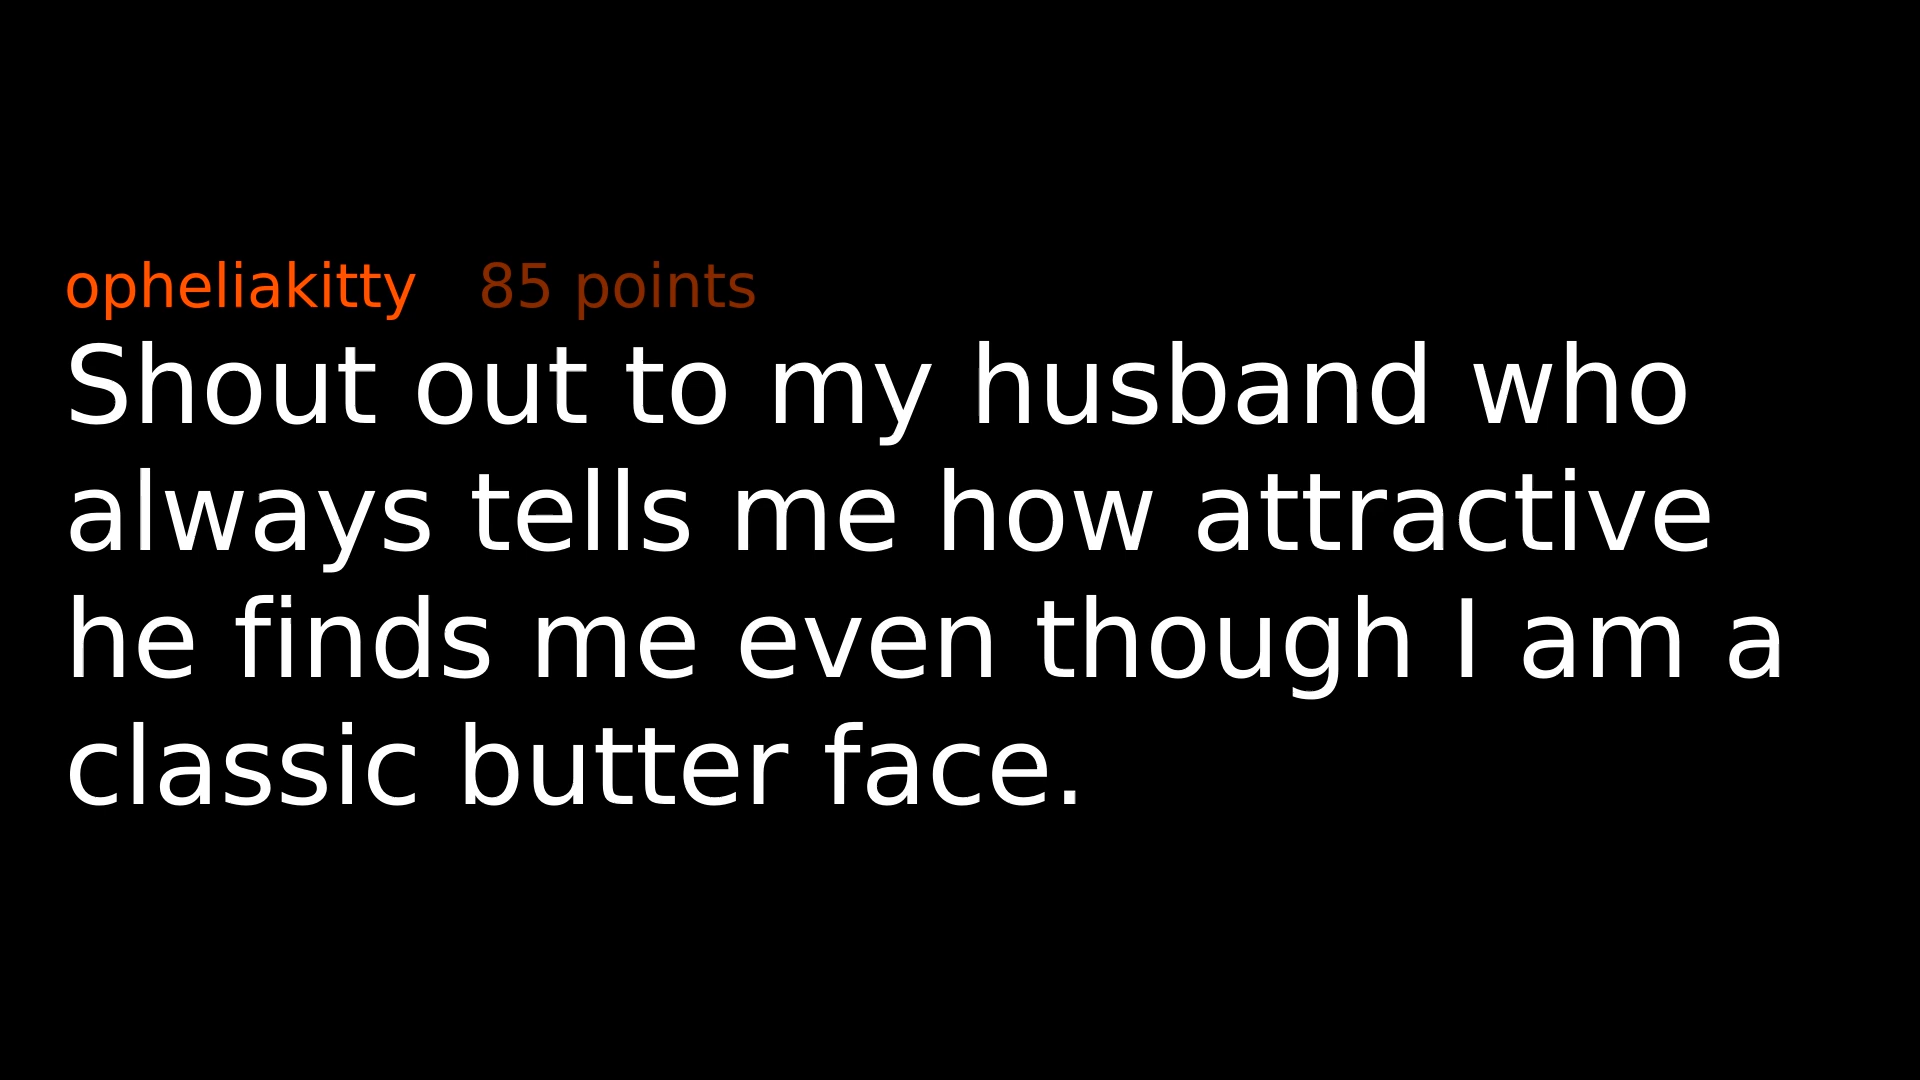 opheliakitty 85 points
Shout out to my husband who
always tells me how attractive
he finds me even though I am a
classic butter face.